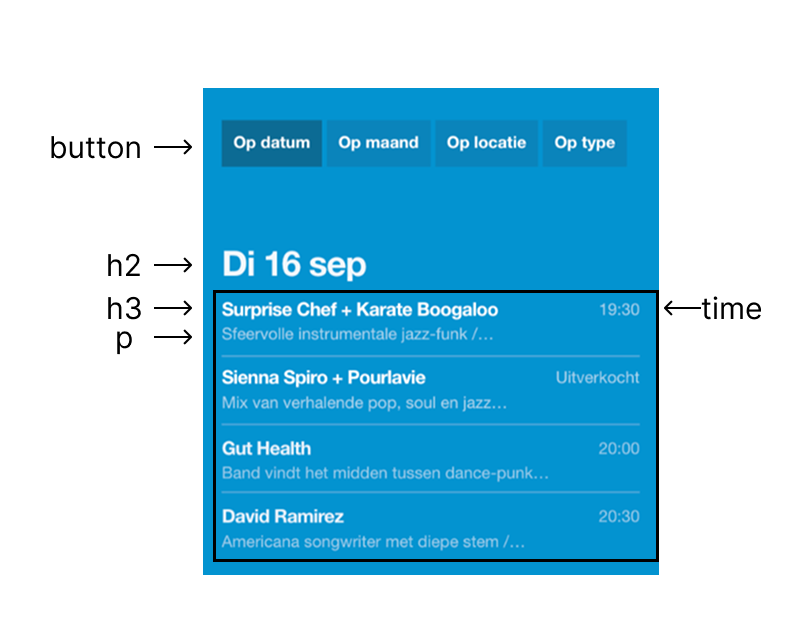 button
Op datum Op maand Op locatie Op type
h2
Di 16 sep
h3
Surprise Chef + Karate Boogaloo 19:30
time
p
Sfeervolle instrumentale jazz-funk /...
Sienna Spiro + Pourlavie Uitverkocht
Mix van verhalende pop, soul en jazz...
Gut Health 20:00
Band vindt het midden tussen dance-punk...
David Ramirez 20:30
Americana songwriter met diepe stem /...